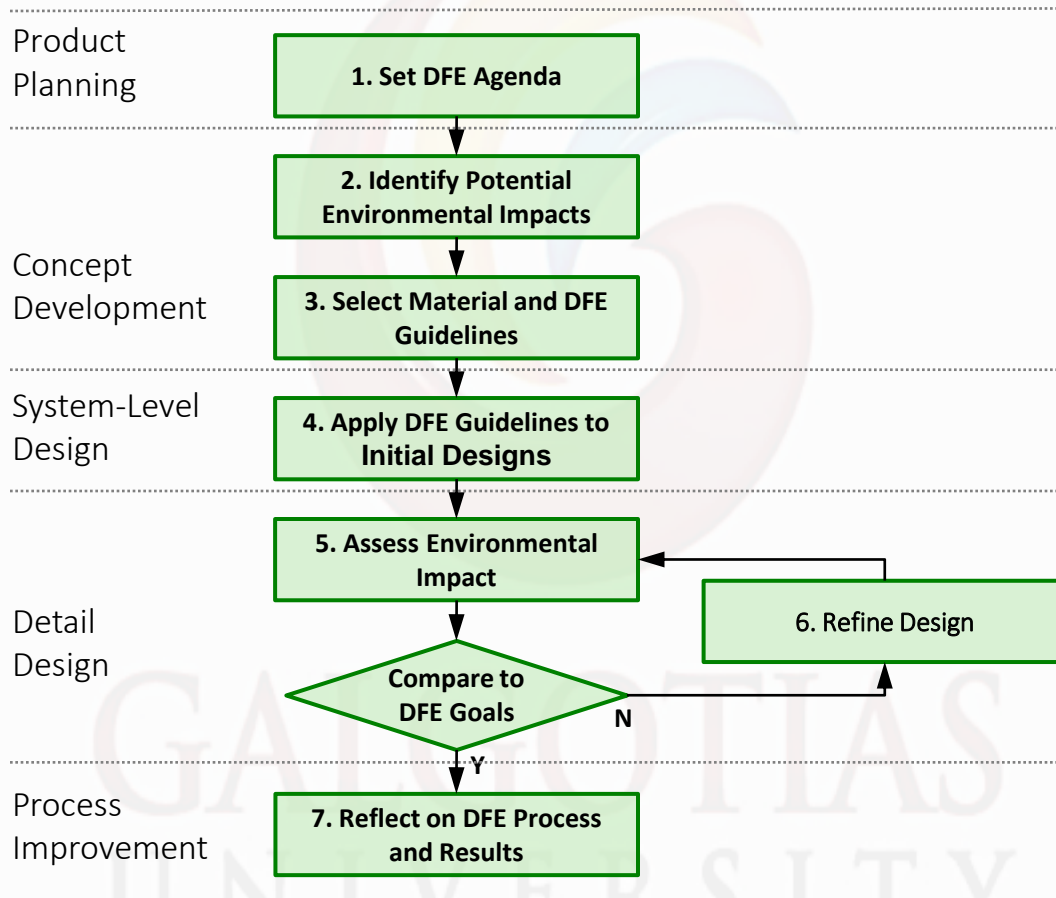 Product
Planning
1. Set DFE Agenda
2. Identify Potential
Environmental Impacts
Concept
Development
3. Select Material and DFE
Guidelines
System-Level
Design
4. Apply DFE Guidelines to
Initial Designs
5. Assess Environmental
Impact
Detail
Design
6. Refine Design
Compare to
DFE Goals
N
Y
Process
Improvement
7. Reflect on DFE Process
and Results
GALGOTIAS
UNIVERSITY